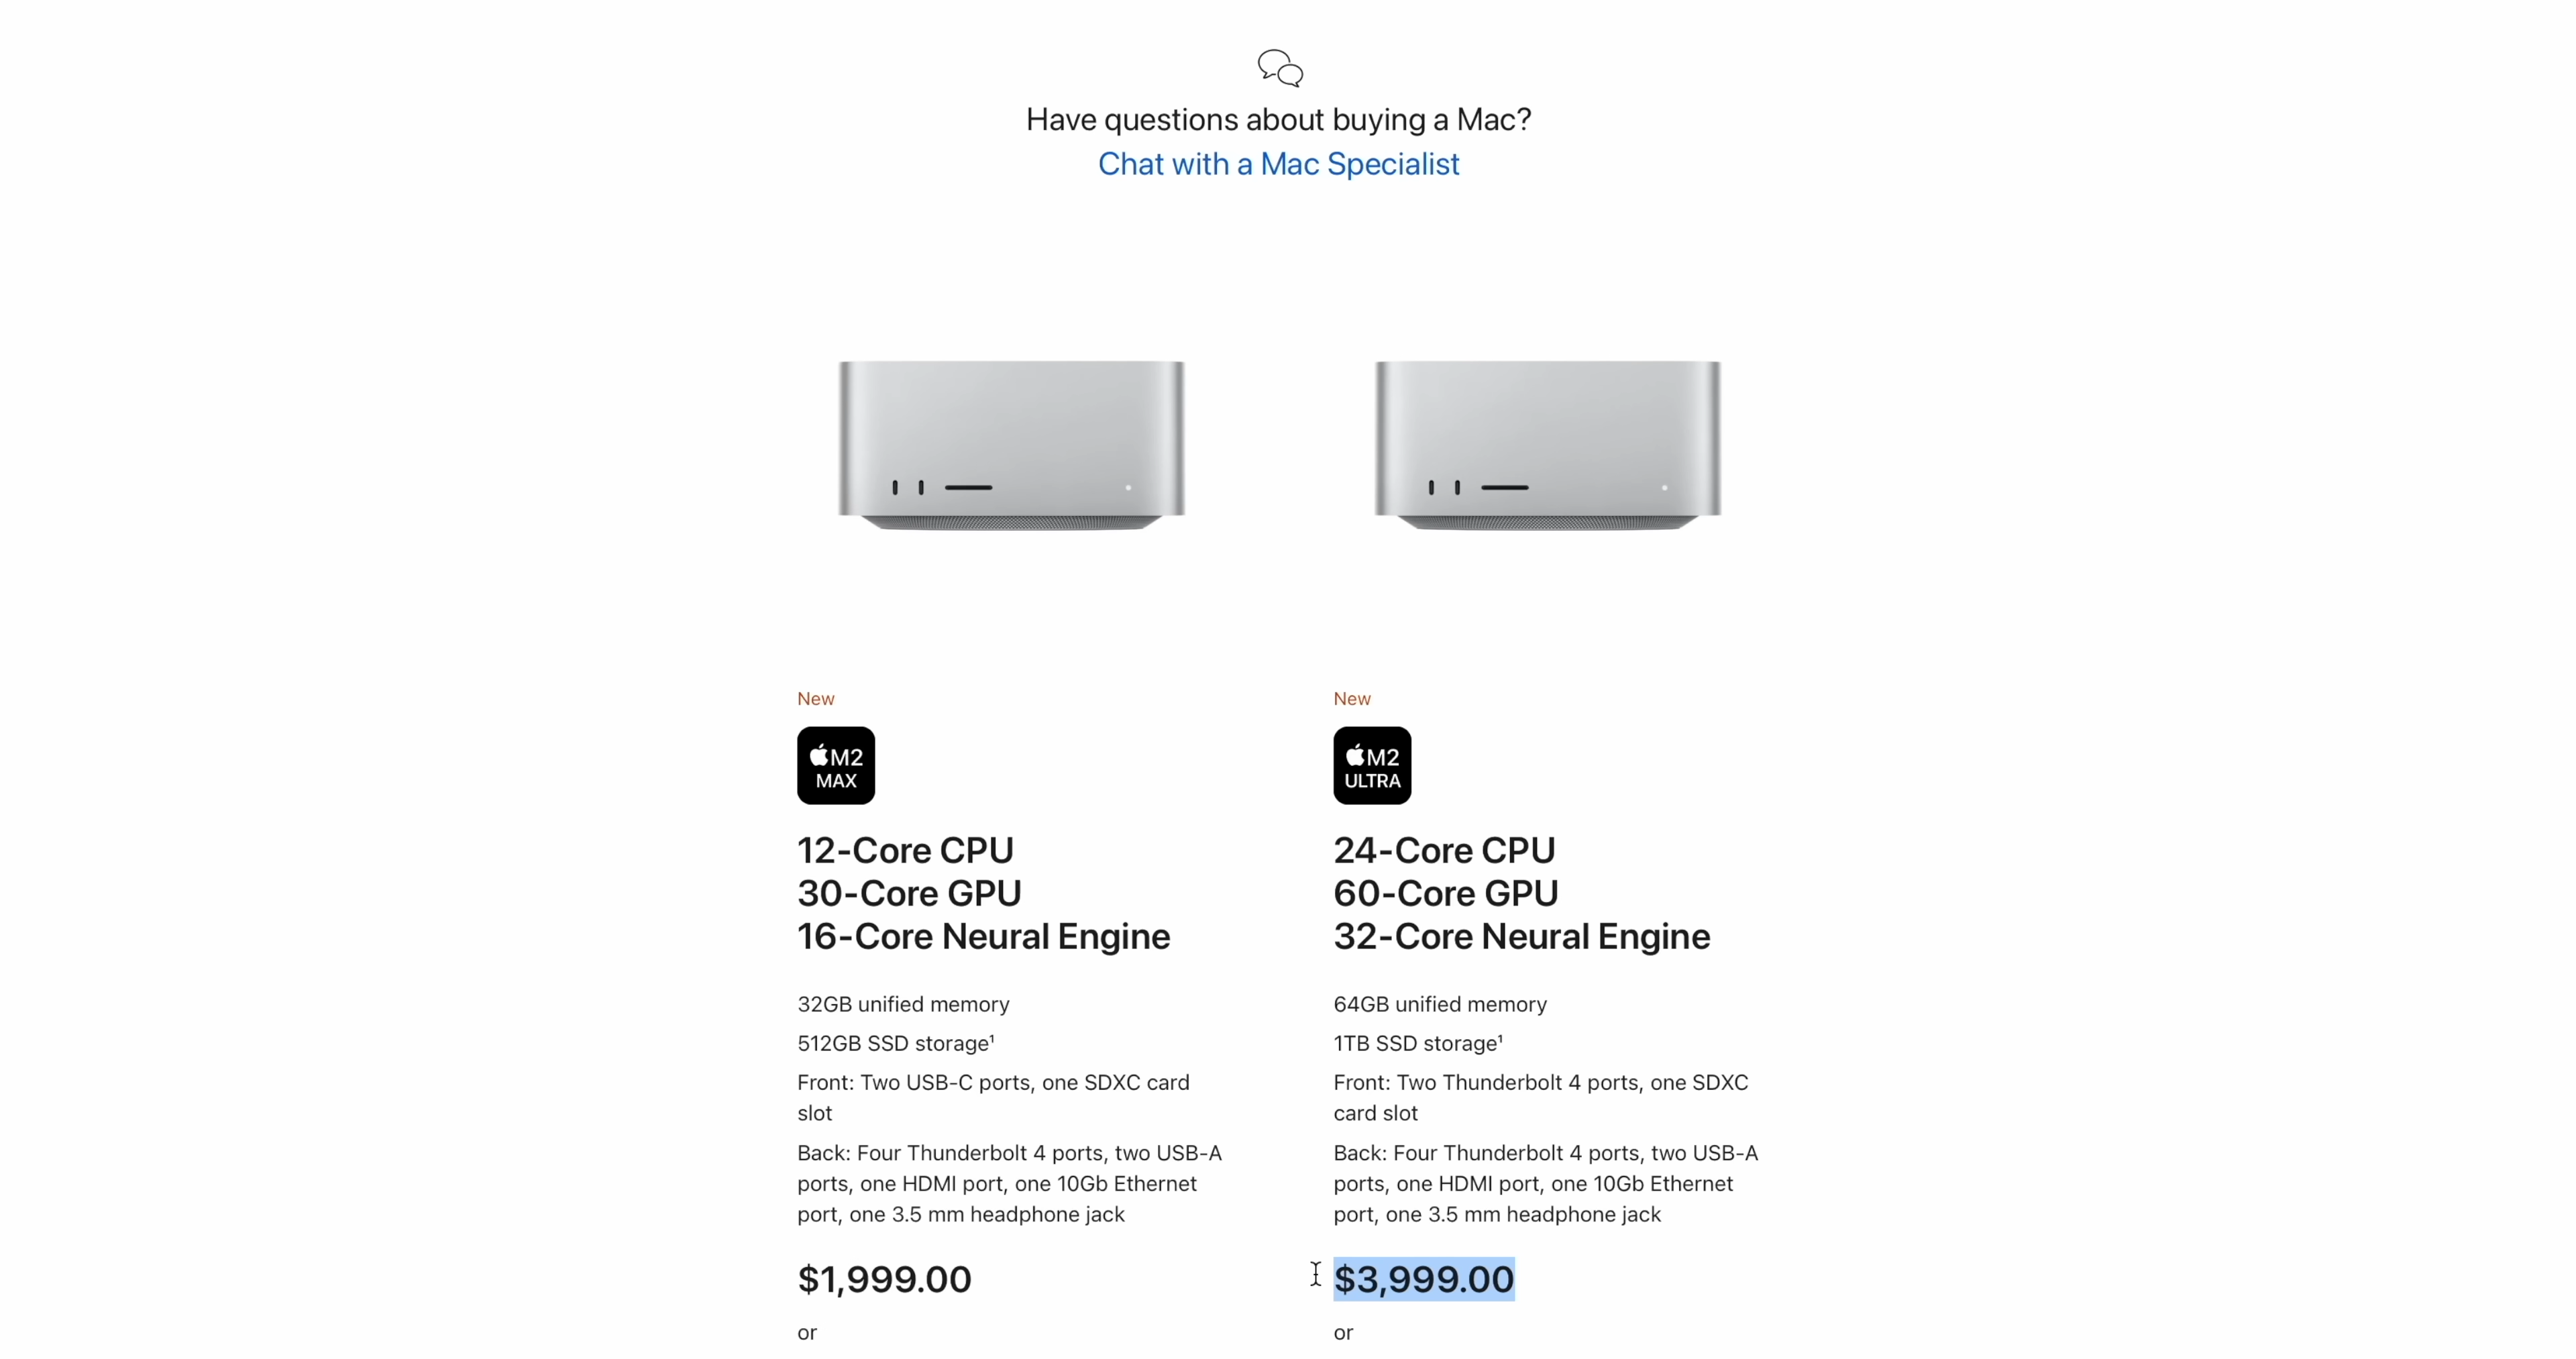 Have questions about buying a Mac?
Chat with a Mac Specialist
New
M2
MAX
12-Core CPU
30-Core GPU
16-Core Neural Engine
32GB unified memory
512GB SSD storage¹
Front: Two USB-C ports, one SDXC card
slot
Back: Four Thunderbolt 4 ports, two USB-A
ports, one HDMI port, one 10Gb Ethernet
port, one 3.5 mm headphone jack
$1,999.00
or
New
M2
ULTRA
24-Core CPU
60-Core GPU
32-Core Neural Engine
64GB unified memory
1TB SSD storage¹
Front: Two Thunderbolt 4 ports, one SDXC
card slot
Back: Four Thunderbolt 4 ports, two USB-A
ports, one HDMI port, one 10Gb Ethernet
port, one 3.5 mm headphone jack
$3,999.00
or